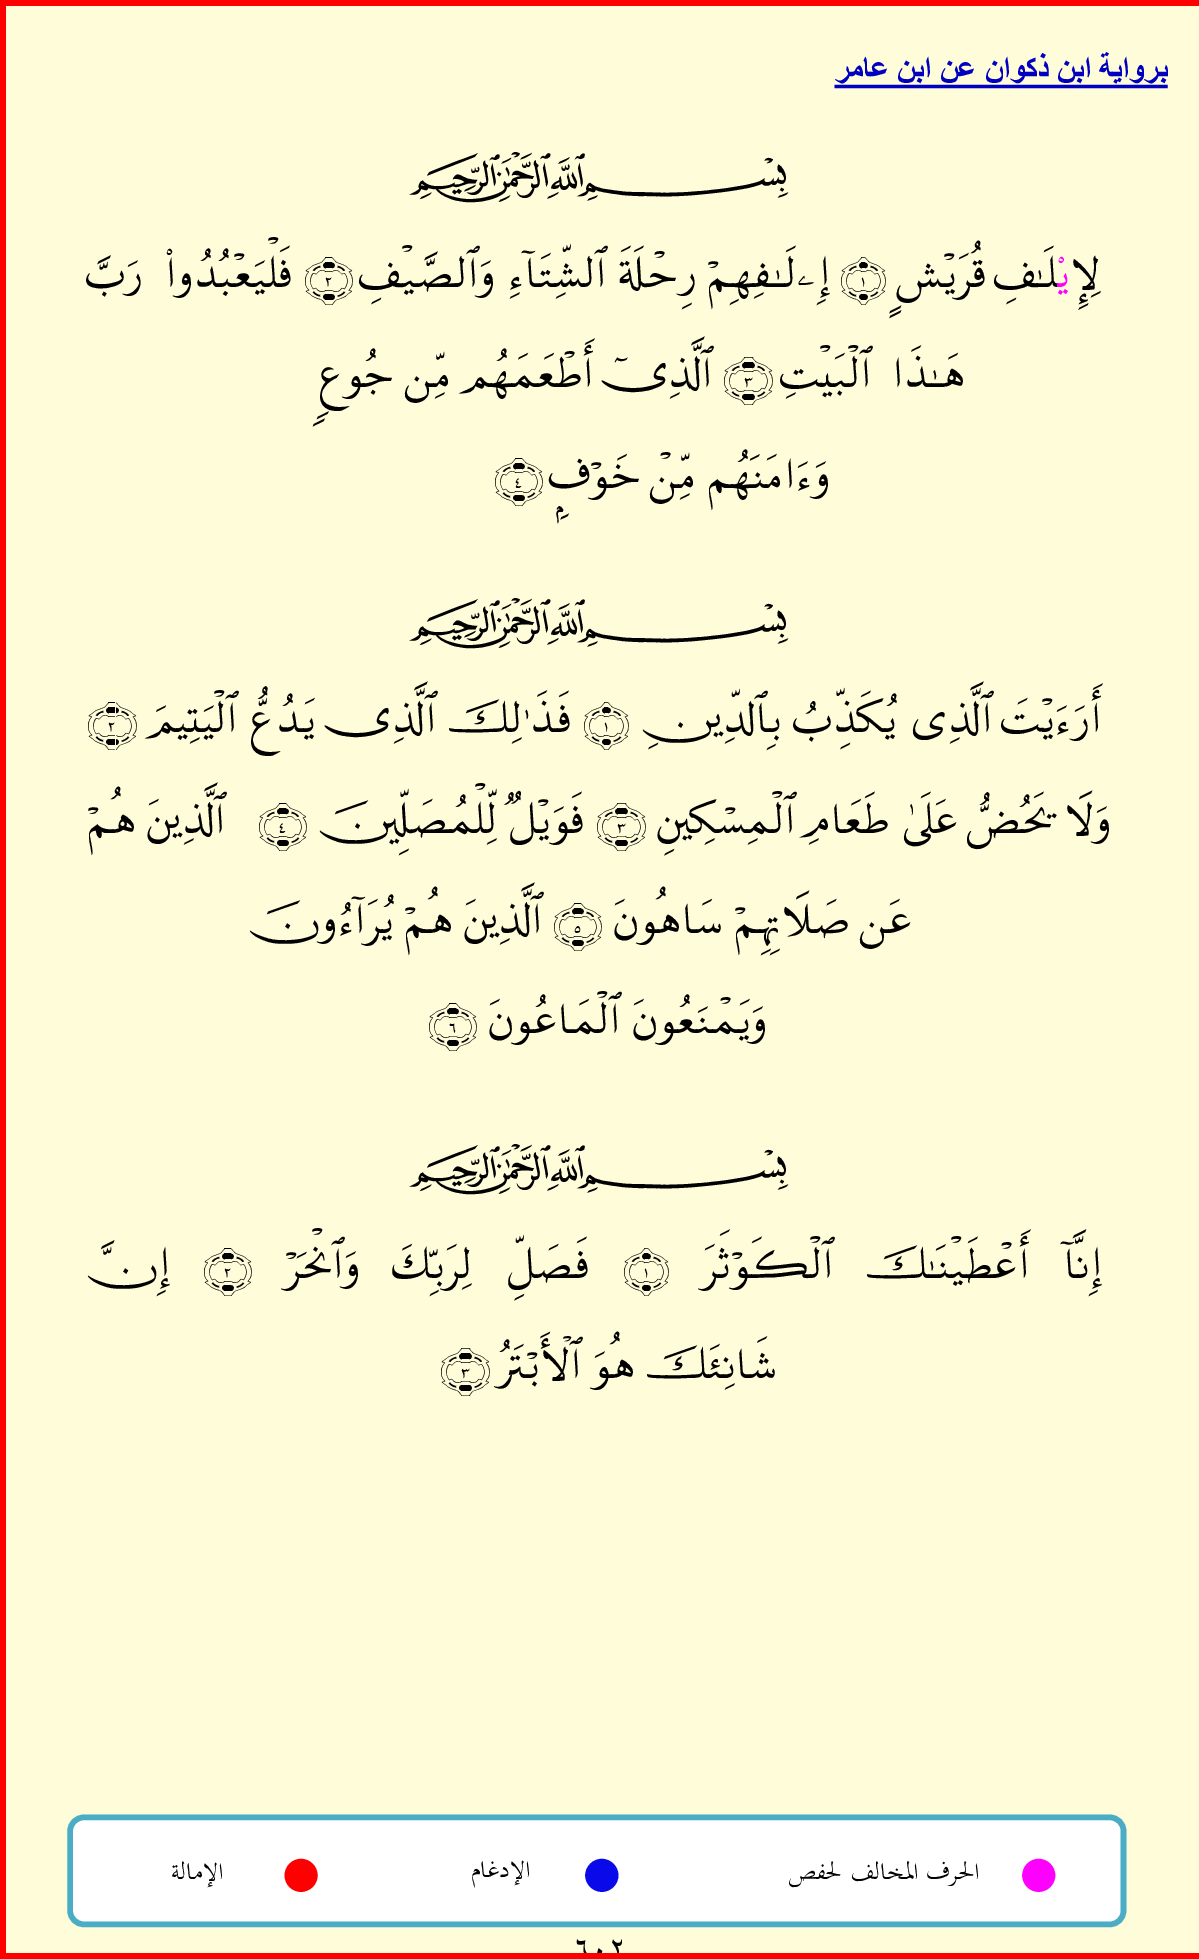 برواية ابن ذكوان عن ابن عامر
بِسْمِ ٱللَّهِ ٱلرَّحْمَٰنِ ٱلرَّحِيمِ
لِإِيْلَٰفِ قُرَيْشٍ ١ إِۦلَٰفِهِمْ رِحْلَةَ ٱلشِّتَآءِ وَٱلصَّيْفِ ٢ فَلْيَعْبُدُوا۟ رَبَّ
هَٰذَا ٱلْبَيْتِ ٣ ٱلَّذِىٓ أَطْعَمَهُم مِّن جُوعٍ
وَءَامَنَهُم مِّنْ خَوْفٍۭ ٤
بِسْمِ ٱللَّهِ ٱلرَّحْمَٰنِ ٱلرَّحِيمِ
أَرَءَيْتَ ٱلَّذِى يُكَذِّبُ بِٱلدِّينِ ١ فَذَٰلِكَ ٱلَّذِى يَدُعُّ ٱلْيَتِيمَ ٢
وَلَا يَحُضُّ عَلَىٰ طَعَامِ ٱلْمِسْكِينِ ٣ فَوَيْلٌ لِّلْمُصَلِّينَ ٤ ٱلَّذِينَ هُمْ
عَن صَلَاتِهِمْ سَاهُونَ ٥ ٱلَّذِينَ هُمْ يُرَآءُونَ
وَيَمْنَعُونَ ٱلْمَاعُونَ ٦
بِسْمِ ٱللَّهِ ٱلرَّحْمَٰنِ ٱلرَّحِيمِ
إِنَّآ أَعْطَيْنَٰكَ ٱلْكَوْثَرَ ١ فَصَلِّ لِرَبِّكَ وَٱنْحَرْ ٢ إِنَّ
شَانِئَكَ هُوَ ٱلْأَبْتَرُ ٣
الحرف المخالف لحفص الإدغام الإمالة
٦٠٢